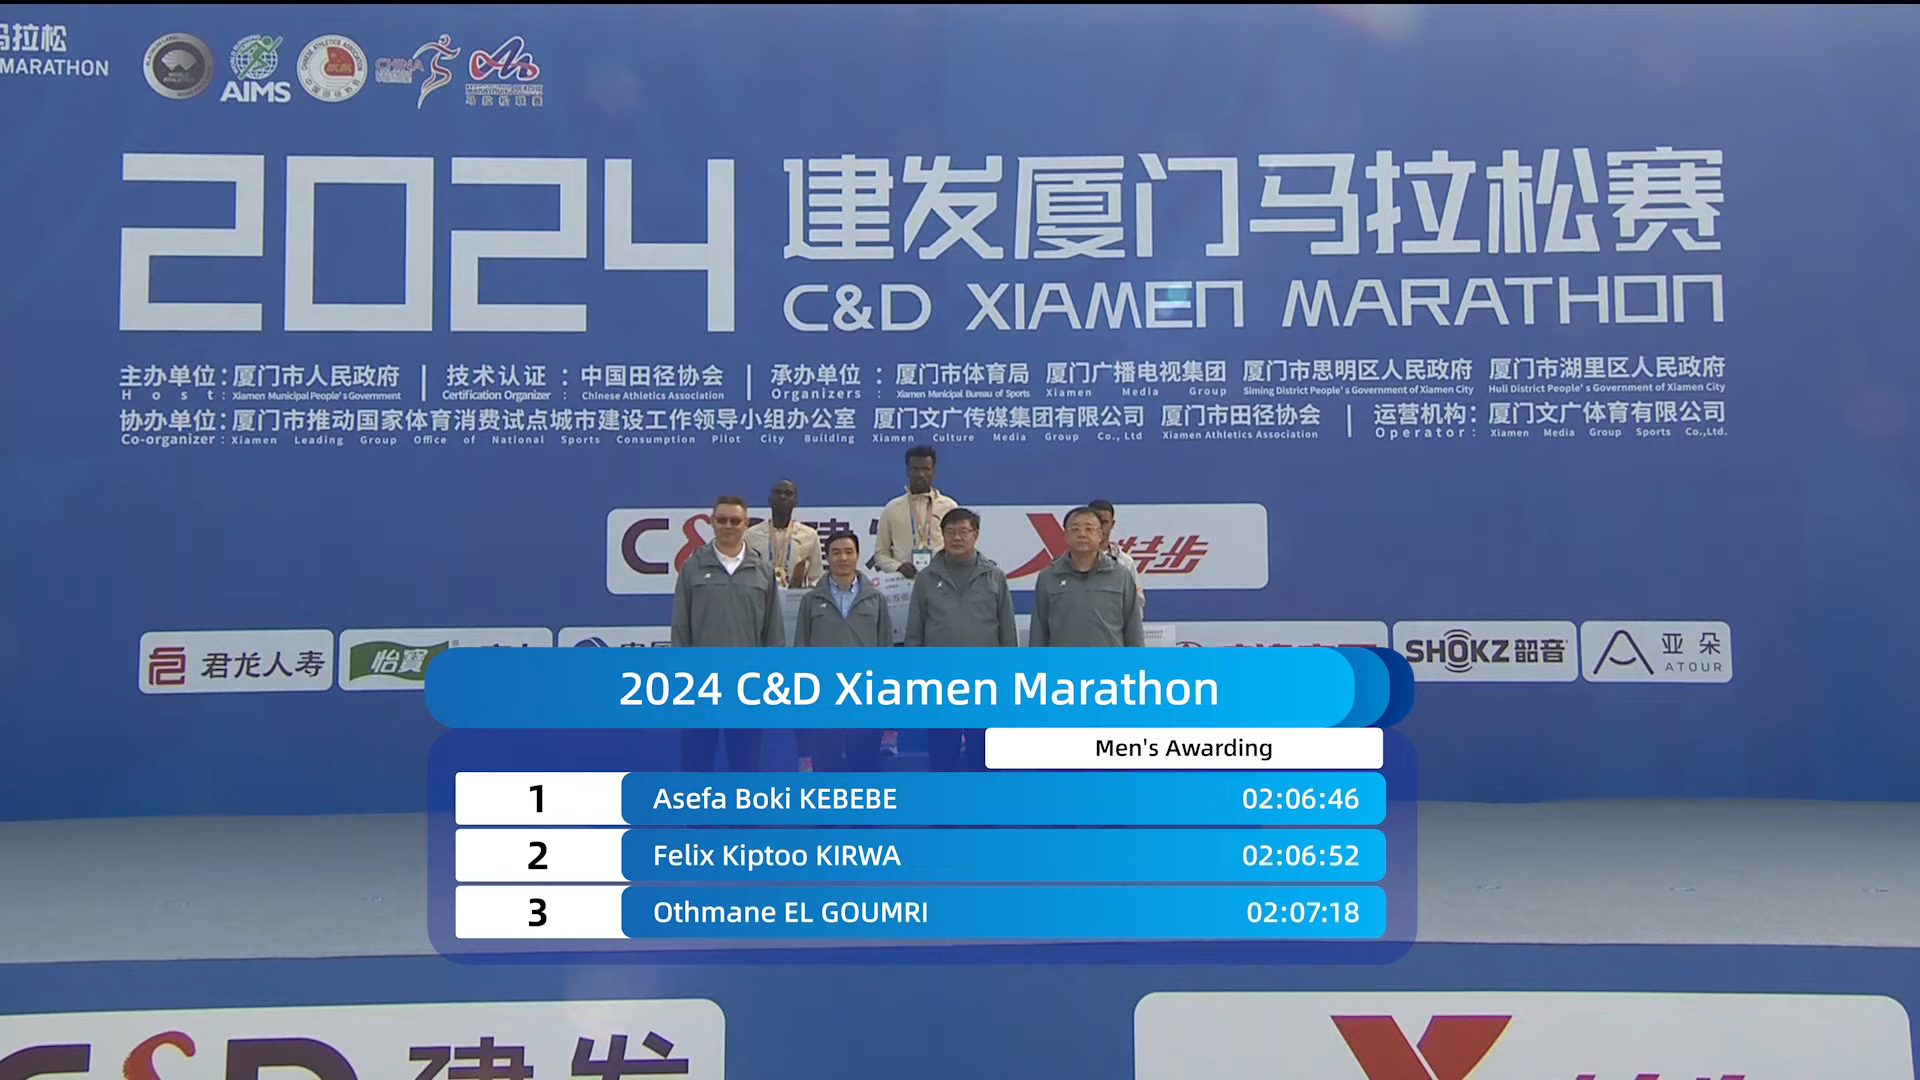 马拉松
MARATHON
AIMS
CHINA
马拉松联赛
2024 建发厦门马拉松赛
C&D XIAMEN MARATHON
主办单位：厦门市人民政府 | 技术认证：中国田径协会 | 承办单位：厦门市体育局 厦门广播电视集团 厦门市思明区人民政府 厦门市湖里区人民政府
Host: Xiamen Municipal People's Government Certification Organizer: Chinese Athletics Association Organizers: Xiamen Municipal Bureau of Sports Xiamen Media Group Siming District People's Government of Xiamen City Huli District People's Government of Xiamen City
协办单位：厦门市推动国家体育消费试点城市建设工作领导小组办公室 厦门文广传媒集团有限公司 厦门市田径协会 | 运营机构：厦门文广体育有限公司
Co-organizer: Xiamen Leading Group Office of National Sports Consumption Pilot City Building Xiamen Culture Media Group Co., Ltd Xiamen Athletics Association Operator: Xiamen Media Group Sports Co.,Ltd.
特步
君龙人寿
怡寶
SHOKZ 韶音
亚朵
ATOUR
2024 C&D Xiamen Marathon
Men's Awarding
1 Asefa Boki KEBEBE 02:06:46
2 Felix Kiptoo KIRWA 02:06:52
3 Othmane EL GOUMRI 02:07:18
C&D 建发